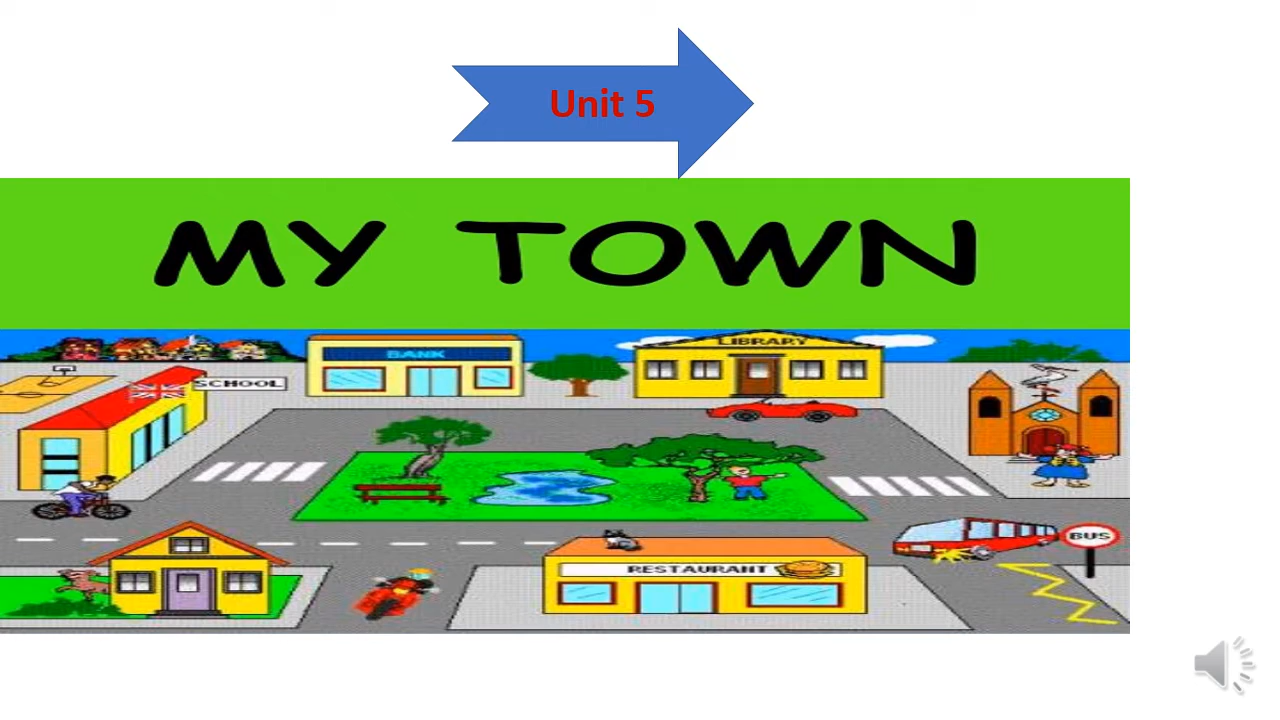 Unit 5
MY TOWN
BANK
LIBRARY
SCHOOL
BUS
RESTAURANT